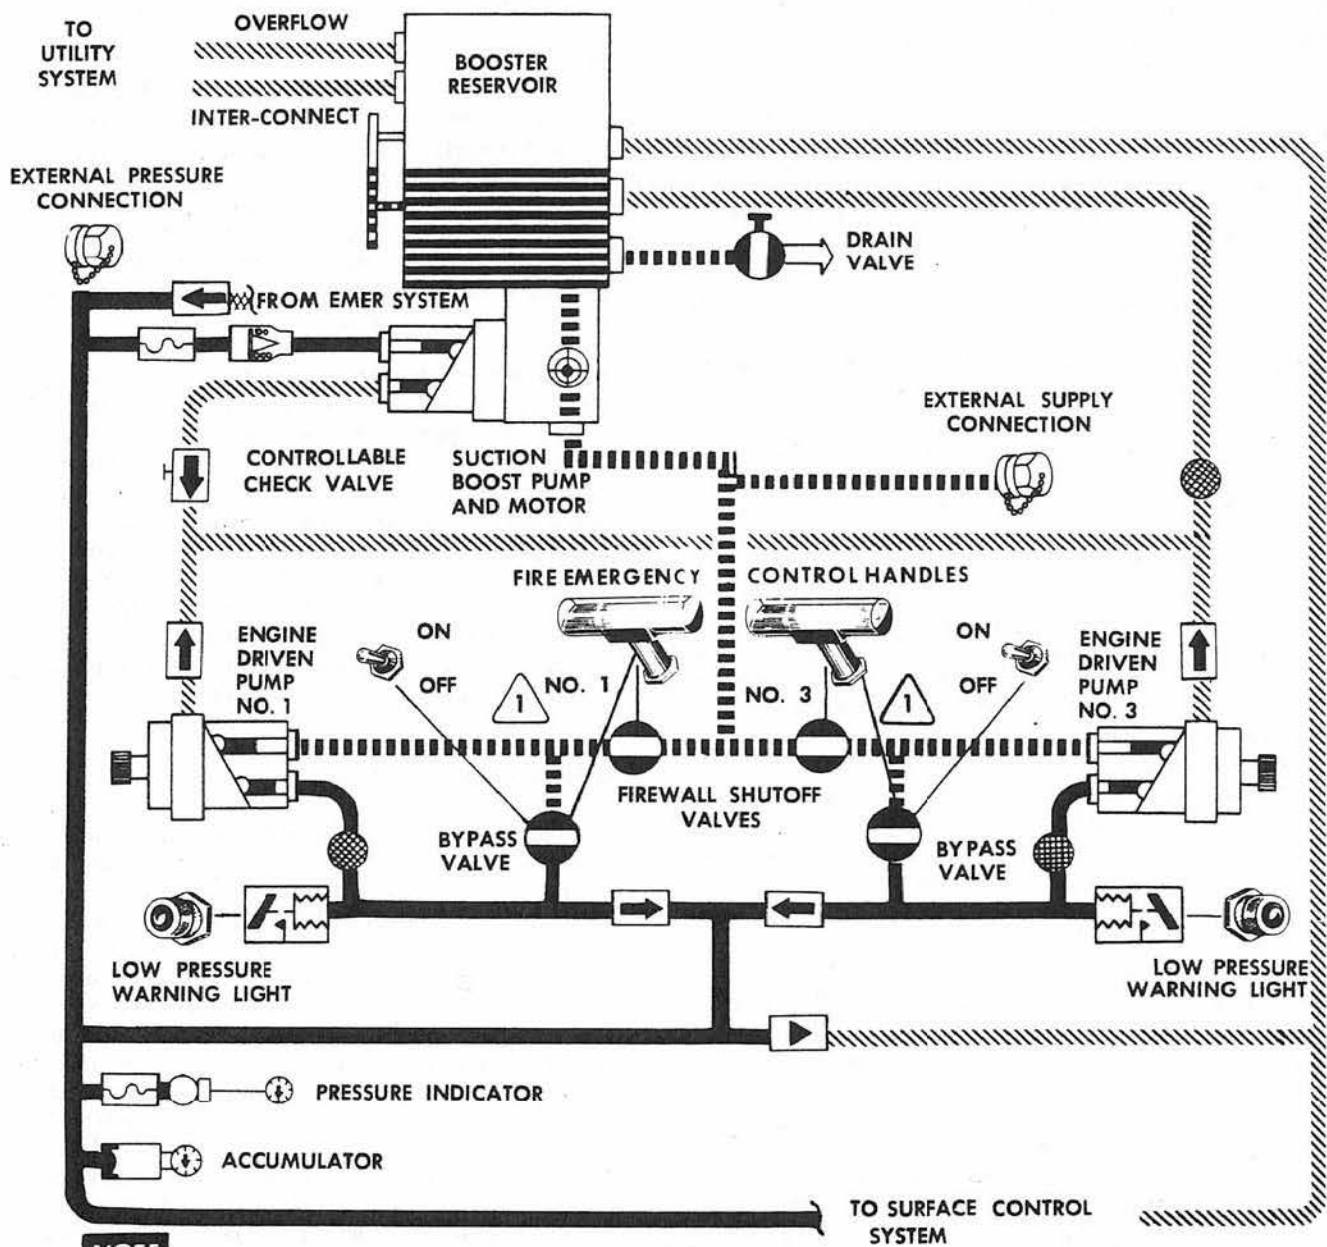 TO
UTILITY
SYSTEM
OVERFLOW
INTER-CONNECT
BOOSTER
RESERVOIR
EXTERNAL PRESSURE
CONNECTION
DRAIN
VALVE
FROM EMER SYSTEM
EXTERNAL SUPPLY
CONNECTION
CONTROLLABLE
CHECK VALVE
SUCTION
BOOST PUMP
AND MOTOR
FIRE EMERGENCY CONTROL HANDLES
ENGINE
DRIVEN
PUMP
NO. 1
ON
OFF
1
NO. 1
NO. 3
1
ON
OFF
ENGINE
DRIVEN
PUMP
NO. 3
FIREWALL SHUTOFF
VALVES
BYPASS
VALVE
BYPASS
VALVE
LOW PRESSURE
WARNING LIGHT
LOW PRESSURE
WARNING LIGHT
PRESSURE INDICATOR
ACCUMULATOR
TO SURFACE CONTROL
SYSTEM
NOTE